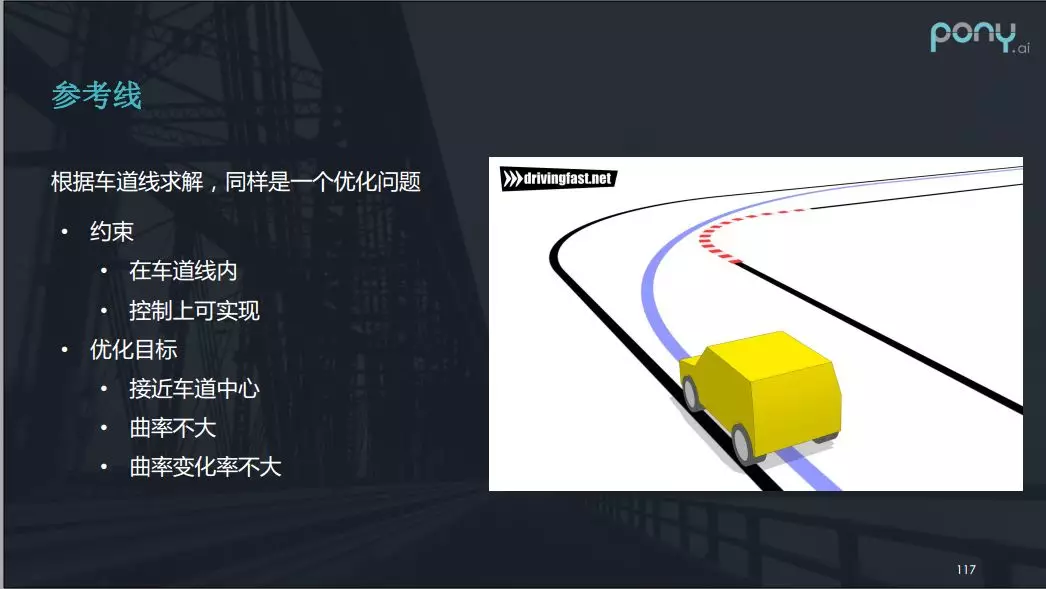 pony.ai
参考线
根据车道线求解，同样是一个优化问题
• 约束
• 在车道线内
• 控制上可实现
• 优化目标
• 接近车道中心
• 曲率不大
• 曲率变化率不大
drivingfast.net
117